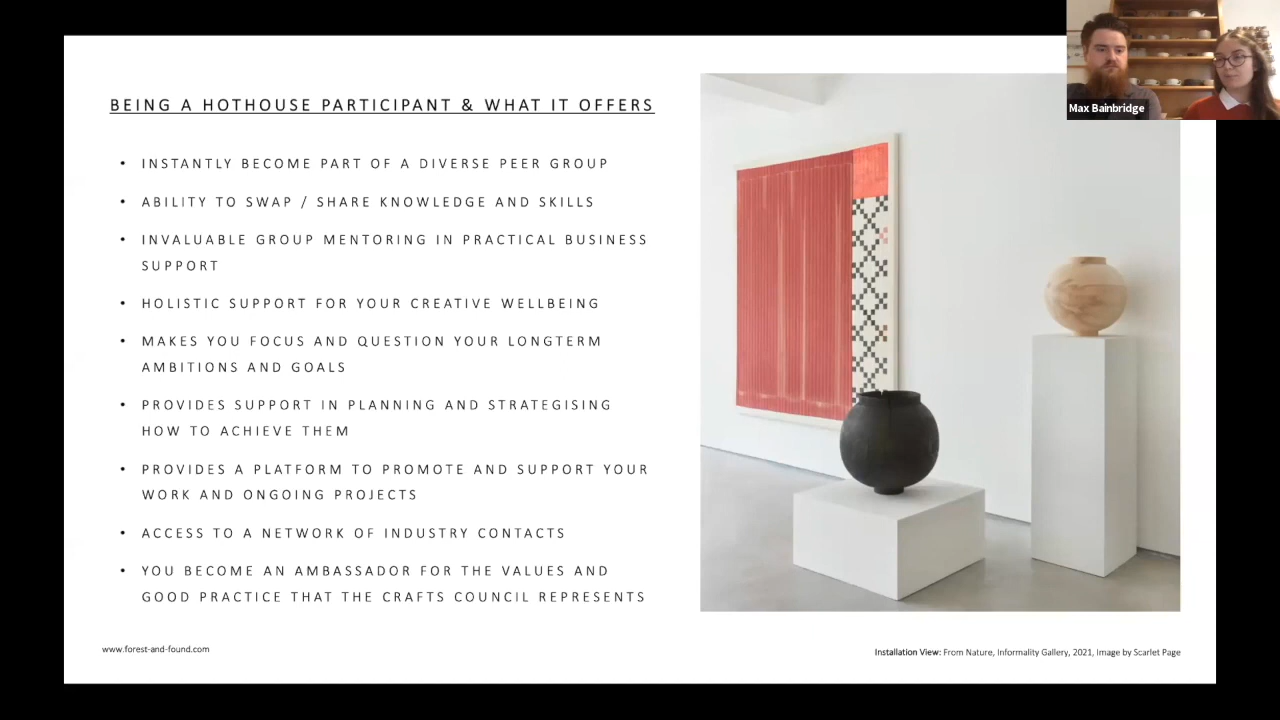 Max Bainbridge
BEING A HOTHOUSE PARTICIPANT & WHAT IT OFFERS
• INSTANTLY BECOME PART OF A DIVERSE PEER GROUP
• ABILITY TO SWAP / SHARE KNOWLEDGE AND SKILLS
• INVALUABLE GROUP MENTORING IN PRACTICAL BUSINESS
SUPPORT
• HOLISTIC SUPPORT FOR YOUR CREATIVE WELLBEING
• MAKES YOU FOCUS AND QUESTION YOUR LONGTERM
AMBITIONS AND GOALS
• PROVIDES SUPPORT IN PLANNING AND STRATEGISING
HOW TO ACHIEVE THEM
• PROVIDES A PLATFORM TO PROMOTE AND SUPPORT YOUR
WORK AND ONGOING PROJECTS
• ACCESS TO A NETWORK OF INDUSTRY CONTACTS
• YOU BECOME AN AMBASSADOR FOR THE VALUES AND
GOOD PRACTICE THAT THE CRAFTS COUNCIL REPRESENTS
www.forest-and-found.com
Installation View: From Nature, Informality Gallery, 2021, Image by Scarlet Page